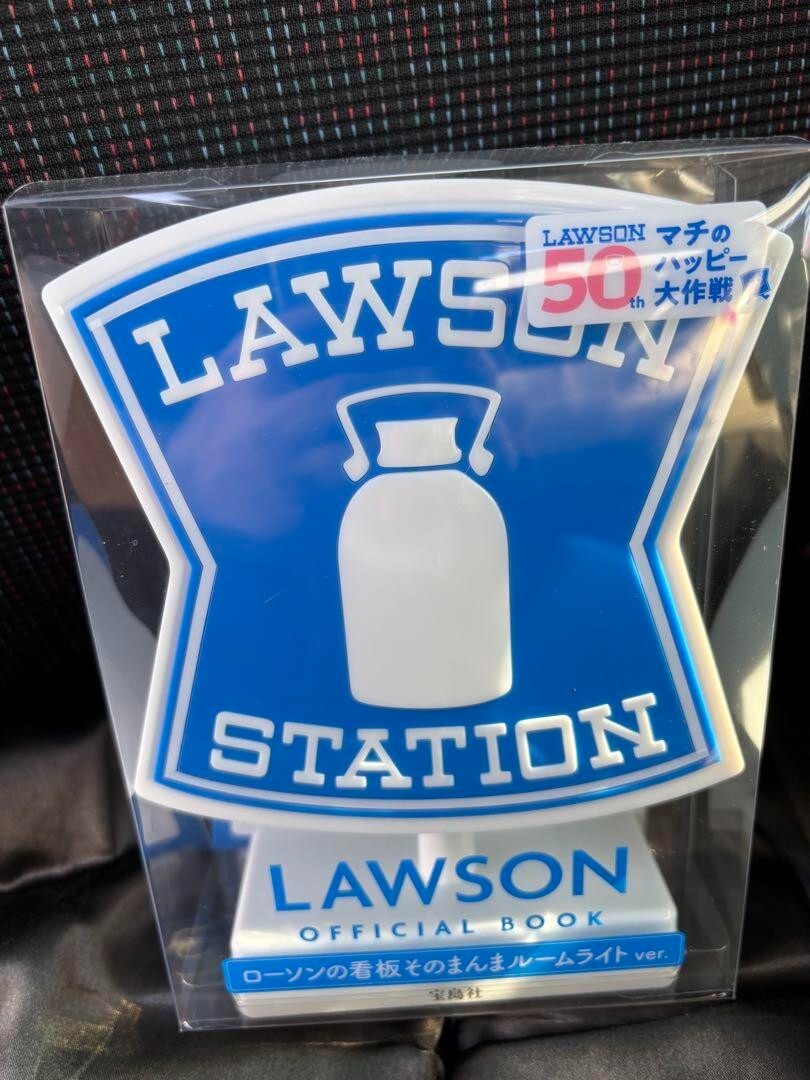 LAWSON
LAWSON
50th
マチの
ハッピー
大作戦
STATION
LAWSON
OFFICIAL BOOK
ローソンの看板そのまんまルームライト ver.
宝島社